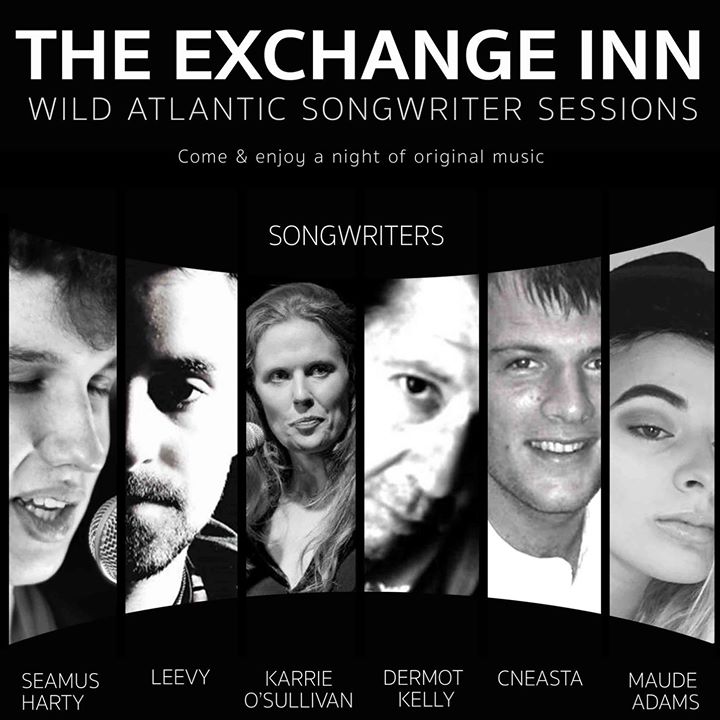 THE EXCHANGE INN
WILD ATLANTIC SONGWRITER SESSIONS
Come & enjoy a night of original music
SONGWRITERS
SEAMUS
HARTY
LEEVY
KARRIE
O'SULLIVAN
DERMOT
KELLY
CNEASTA
MAUDE
ADAMS